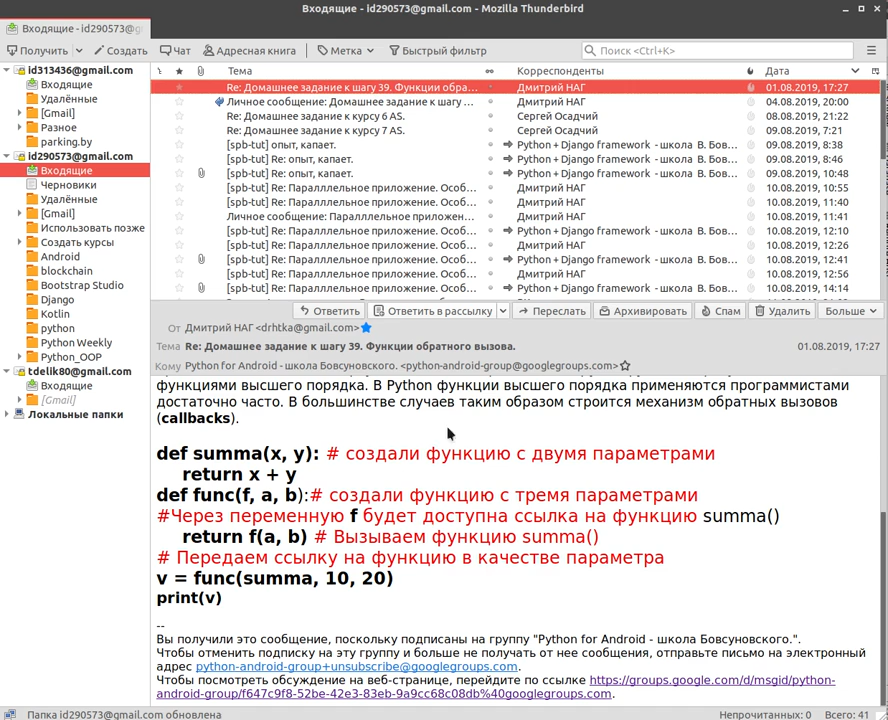 Входящие - id290573@gmail.com - Mozilla Thunderbird
Входящие - id290573@gmail.com
Получить
Создать
Чат
Адресная книга
Метка
Быстрый фильтр
Поиск <Ctrl+K>
id313436@gmail.com
Входящие
Удалённые
[Gmail]
Разное
parking.by
id290573@gmail.com
Входящие
Черновики
Удалённые
[Gmail]
Использовать позже
Создать курсы
Android
blockchain
Bootstrap Studio
Django
Kotlin
python
Python Weekly
Python_OOP
tdelik80@gmail.com
Входящие
[Gmail]
Локальные папки
Тема Корреспонденты Дата
Re: Домашнее задание к шагу 39. Функции обра... Дмитрий НАГ 01.08.2019, 17:27
Личное сообщение: Домашнее задание к шагу ... Дмитрий НАГ 04.08.2019, 20:00
Re: Домашнее задание к курсу 6 AS. Сергей Осадчий 08.08.2019, 21:22
Re: Домашнее задание к курсу 7 AS. Сергей Осадчий 09.08.2019, 7:21
[spb-tut] опыт, капает. Python + Django framework - школа В. Бов... 09.08.2019, 8:38
[spb-tut] Re: опыт, капает. Python + Django framework - школа В. Бов... 09.08.2019, 8:46
[spb-tut] Re: опыт, капает. Python + Django framework - школа В. Бов... 09.08.2019, 10:48
[spb-tut] Re: Паралллельное приложение. Особ... Дмитрий НАГ 10.08.2019, 10:55
[spb-tut] Re: Паралллельное приложение. Особ... Дмитрий НАГ 10.08.2019, 11:40
Личное сообщение: Паралллельное приложен... Дмитрий НАГ 10.08.2019, 11:41
[spb-tut] Re: Паралллельное приложение. Особ... Python + Django framework - школа В. Бов... 10.08.2019, 12:10
[spb-tut] Re: Паралллельное приложение. Особ... Дмитрий НАГ 10.08.2019, 12:26
[spb-tut] Re: Паралллельное приложение. Особ... Python + Django framework - школа В. Бов... 10.08.2019, 12:41
[spb-tut] Re: Паралллельное приложение. Особ... Дмитрий НАГ 10.08.2019, 12:56
[spb-tut] Re: Паралллельное приложение. Особ... Python + Django framework - школа В. Бов... 10.08.2019, 14:14
Ответить Ответить в рассылку Переслать Архивировать Спам Удалить Больше
От Дмитрий НАГ <drhtka@gmail.com>
Тема Re: Домашнее задание к шагу 39. Функции обратного вызова. 01.08.2019, 17:27
Кому Python for Android - школа Бовсуновского. <python-android-group@googlegroups.com>
функциями высшего порядка. В Python функции высшего порядка применяются программистами
достаточно часто. В большинстве случаев таким образом строится механизм обратных вызовов
(callbacks).
def summa(x, y): # создали функцию с двумя параметрами
return x + y
def func(f, a, b):# создали функцию с тремя параметрами
#Через переменную f будет доступна ссылка на функцию summa()
return f(a, b) # Вызываем функцию summa()
# Передаем ссылку на функцию в качестве параметра
v = func(summa, 10, 20)
print(v)
--
Вы получили это сообщение, поскольку подписаны на группу "Python for Android - школа Бовсуновского.".
Чтобы отменить подписку на эту группу и больше не получать от нее сообщения, отправьте письмо на электронный
адрес python-android-group+unsubscribe@googlegroups.com.
Чтобы посмотреть обсуждение на веб-странице, перейдите по ссылке https://groups.google.com/d/msgid/python-
android-group/f647c9f8-52be-42e3-83eb-9a9cc68c08db%40googlegroups.com.
Папка id290573@gmail.com обновлена
Непрочитанных: 0 Всего: 41